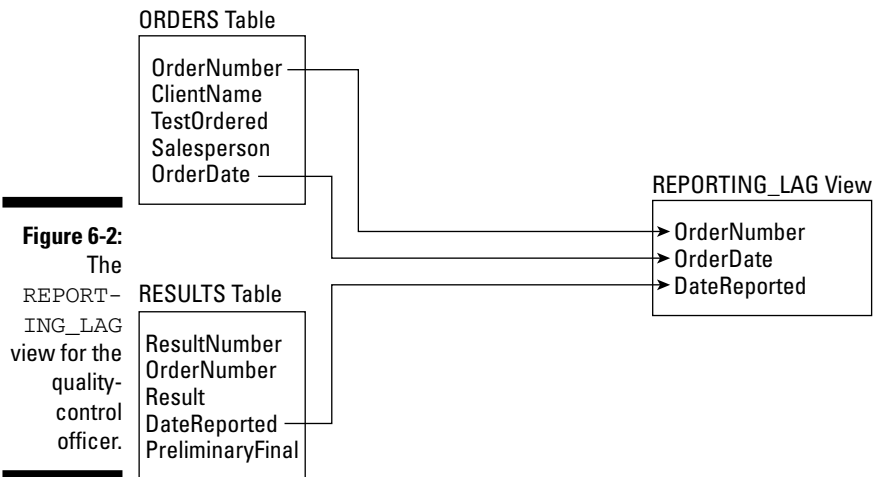 ORDERS Table
OrderNumber
ClientName
TestOrdered
Salesperson
OrderDate
REPORTING_LAG View
OrderNumber
OrderDate
DateReported
Figure 6-2:
The
REPORT-
ING_LAG
view for the
quality-
control
officer.
RESULTS Table
ResultNumber
OrderNumber
Result
DateReported
PreliminaryFinal